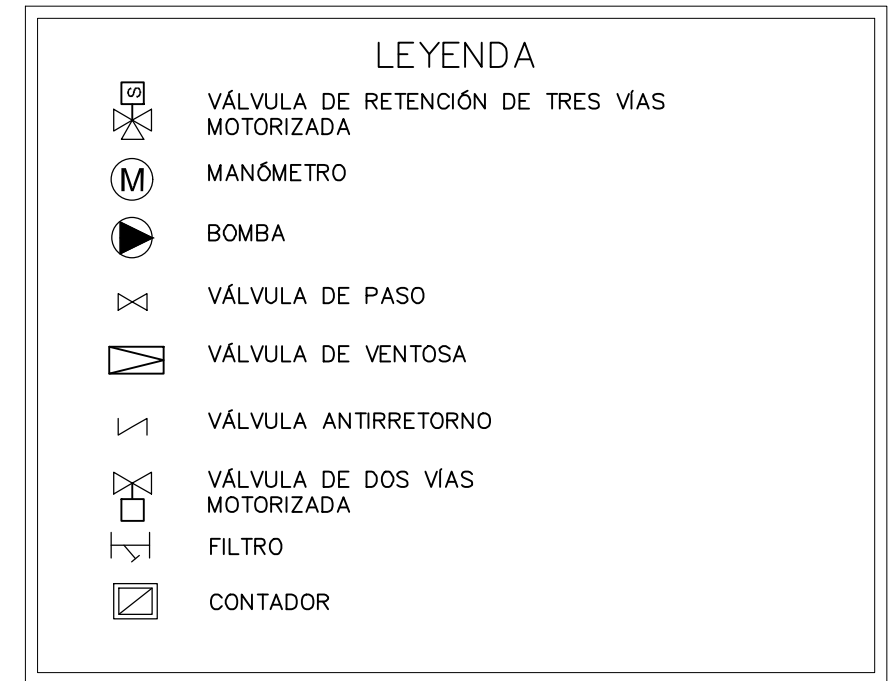 LEYENDA
S
VÁLVULA DE RETENCIÓN DE TRES VÍAS
MOTORIZADA
M
MANÓMETRO
BOMBA
VÁLVULA DE PASO
VÁLVULA DE VENTOSA
VÁLVULA ANTIRRETORNO
VÁLVULA DE DOS VÍAS
MOTORIZADA
FILTRO
CONTADOR